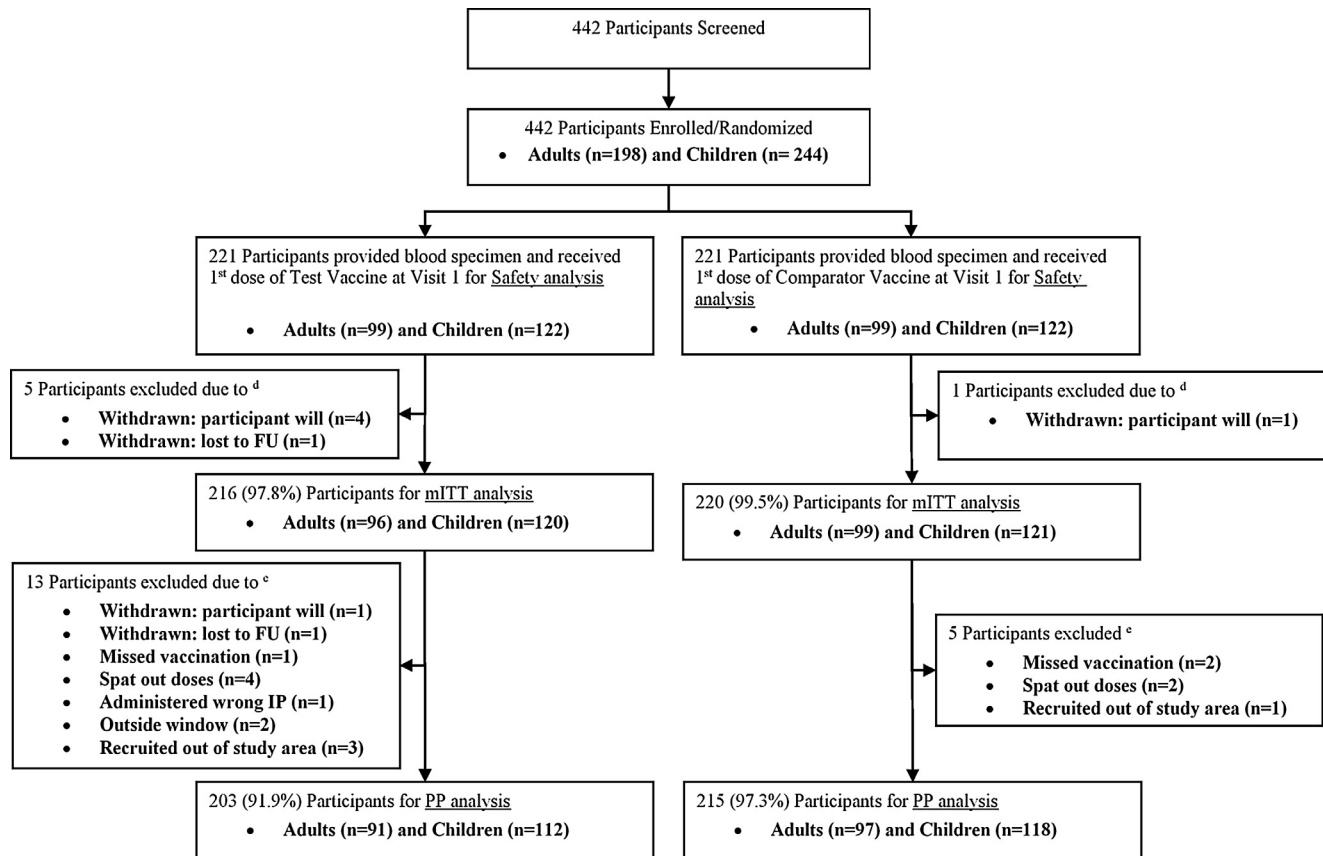 442 Participants Screened
442 Participants Enrolled/Randomized
• Adults (n=198) and Children (n= 244)
221 Participants provided blood specimen and received
1st dose of Test Vaccine at Visit 1 for Safety analysis
• Adults (n=99) and Children (n=122)
221 Participants provided blood specimen and received
1st dose of Comparator Vaccine at Visit 1 for Safety
analysis
• Adults (n=99) and Children (n=122)
5 Participants excluded due to d
• Withdrawn: participant will (n=4)
• Withdrawn: lost to FU (n=1)
1 Participants excluded due to d
• Withdrawn: participant will (n=1)
216 (97.8%) Participants for mITT analysis
• Adults (n=96) and Children (n=120)
220 (99.5%) Participants for mITT analysis
• Adults (n=99) and Children (n=121)
13 Participants excluded due to e
• Withdrawn: participant will (n=1)
• Withdrawn: lost to FU (n=1)
• Missed vaccination (n=1)
• Spat out doses (n=4)
• Administered wrong IP (n=1)
• Outside window (n=2)
• Recruited out of study area (n=3)
5 Participants excluded e
• Missed vaccination (n=2)
• Spat out doses (n=2)
• Recruited out of study area (n=1)
203 (91.9%) Participants for PP analysis
• Adults (n=91) and Children (n=112)
215 (97.3%) Participants for PP analysis
• Adults (n=97) and Children (n=118)